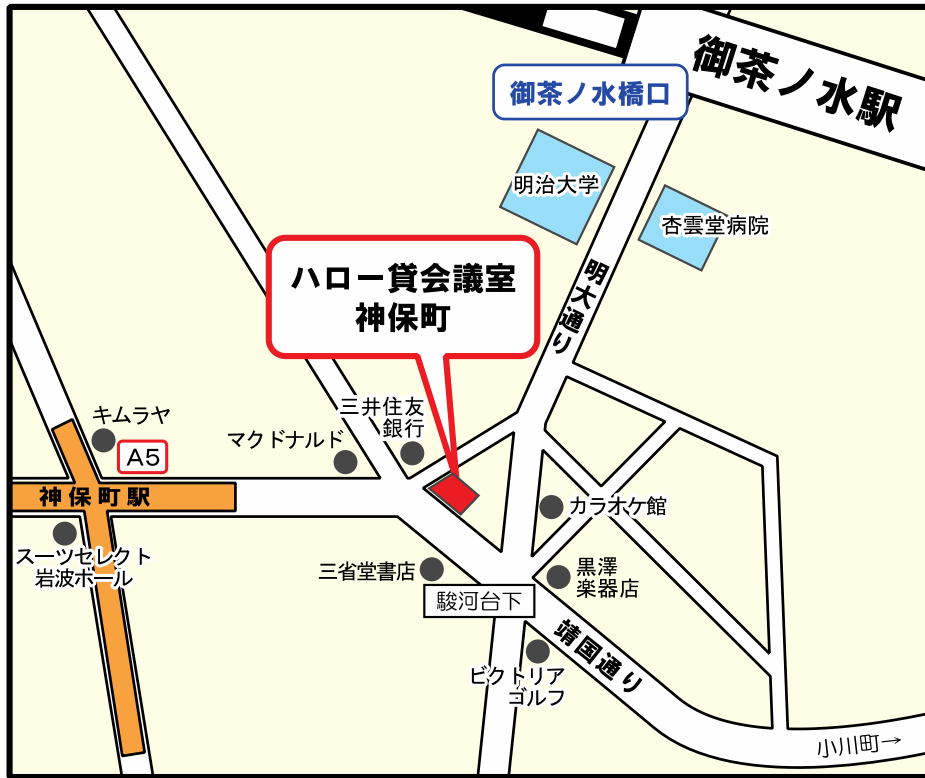 御茶ノ水駅
御茶ノ水橋口
明治大学
杏雲堂病院
ハロー貸会議室
神保町
明大通り
三井住友
銀行
キムラヤ
マクドナルド
A5
神保町駅
カラオケ館
スーツセレクト
岩波ホール
三省堂書店
黒澤
楽器店
駿河台下
靖国通り
ビクトリア
ゴルフ
小川町→